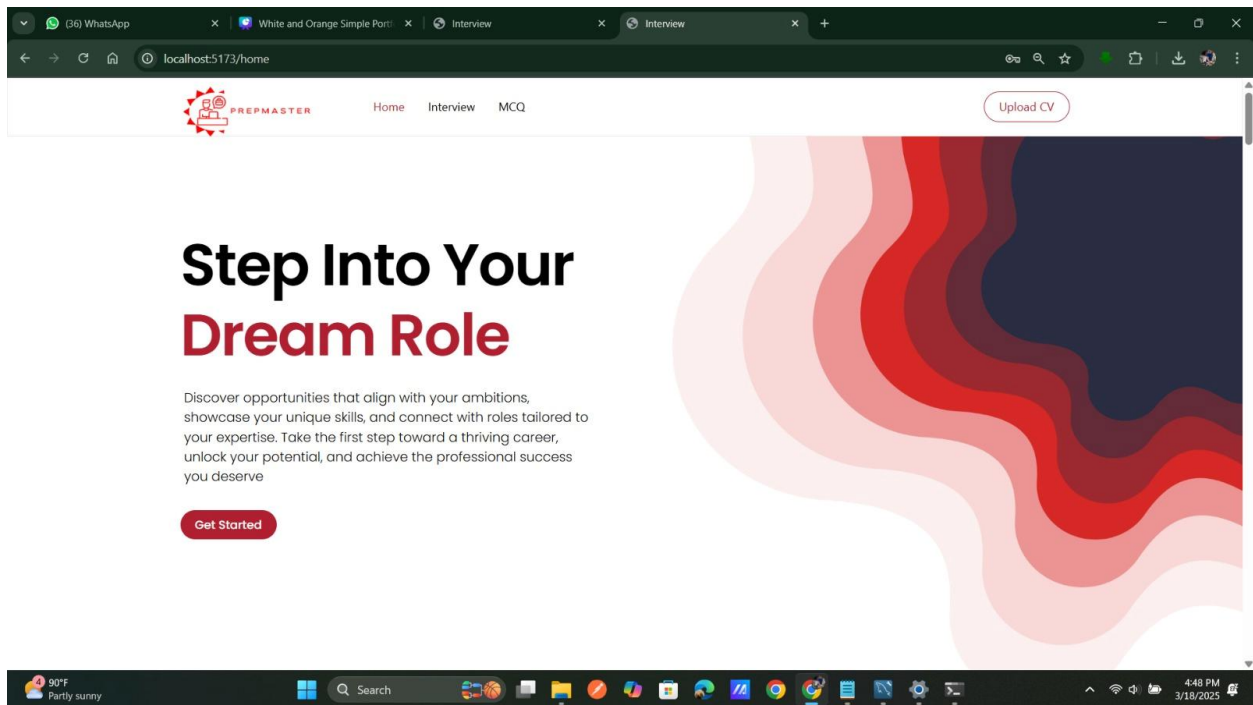 (36) WhatsApp
White and Orange Simple Portf
Interview
Interview
localhost:5173/home
PREPMASTER
Home Interview MCQ
Upload CV
Step Into Your
Dream Role
Discover opportunities that align with your ambitions,
showcase your unique skills, and connect with roles tailored to
your expertise. Take the first step toward a thriving career,
unlock your potential, and achieve the professional success
you deserve
Get Started
4
90°F
Partly sunny
Search
4:48 PM
3/18/2025